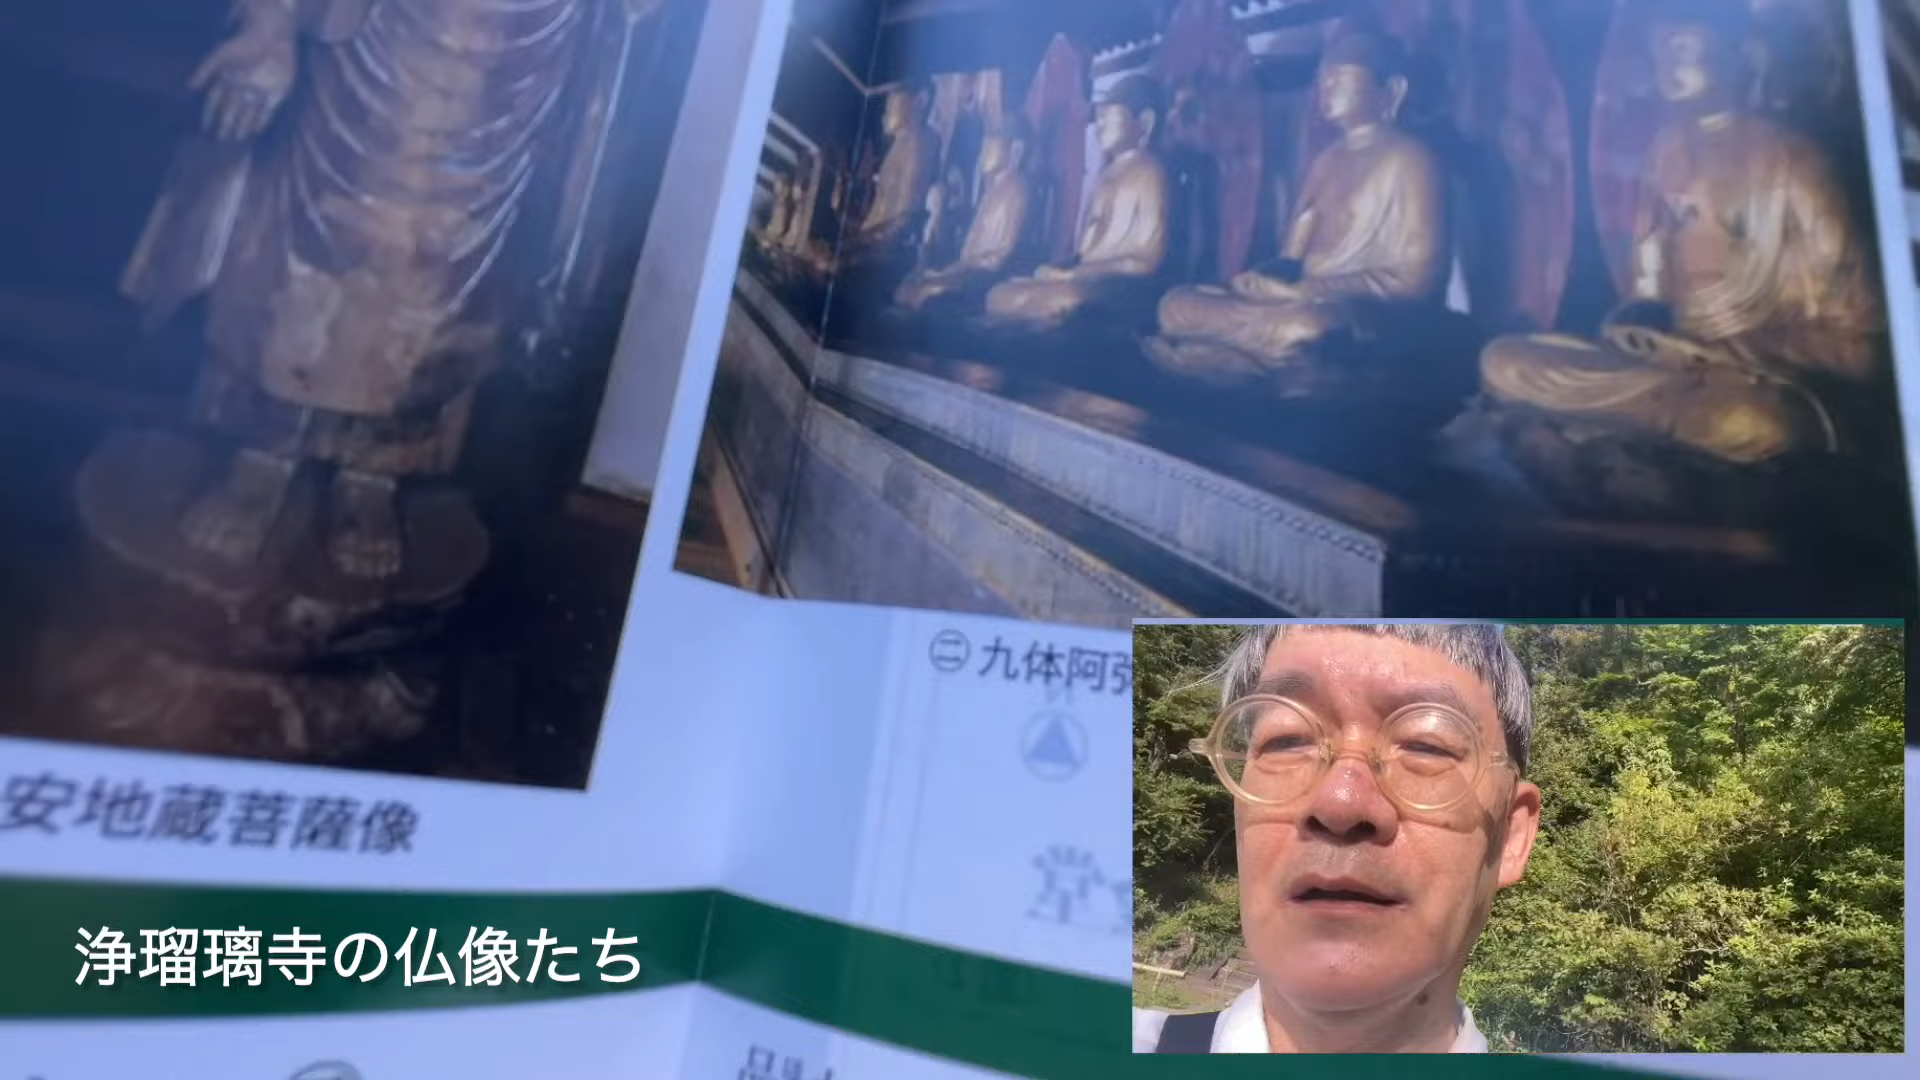 ㊁ 九体阿弥
安地蔵菩薩像
浄瑠璃寺の仏像たち